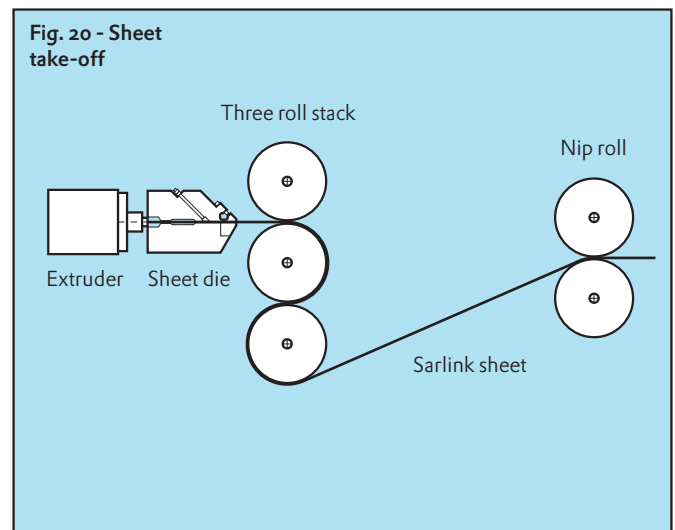 Fig. 20 - Sheet
take-off
Three roll stack
Nip roll
Extruder
Sheet die
Sarlink sheet